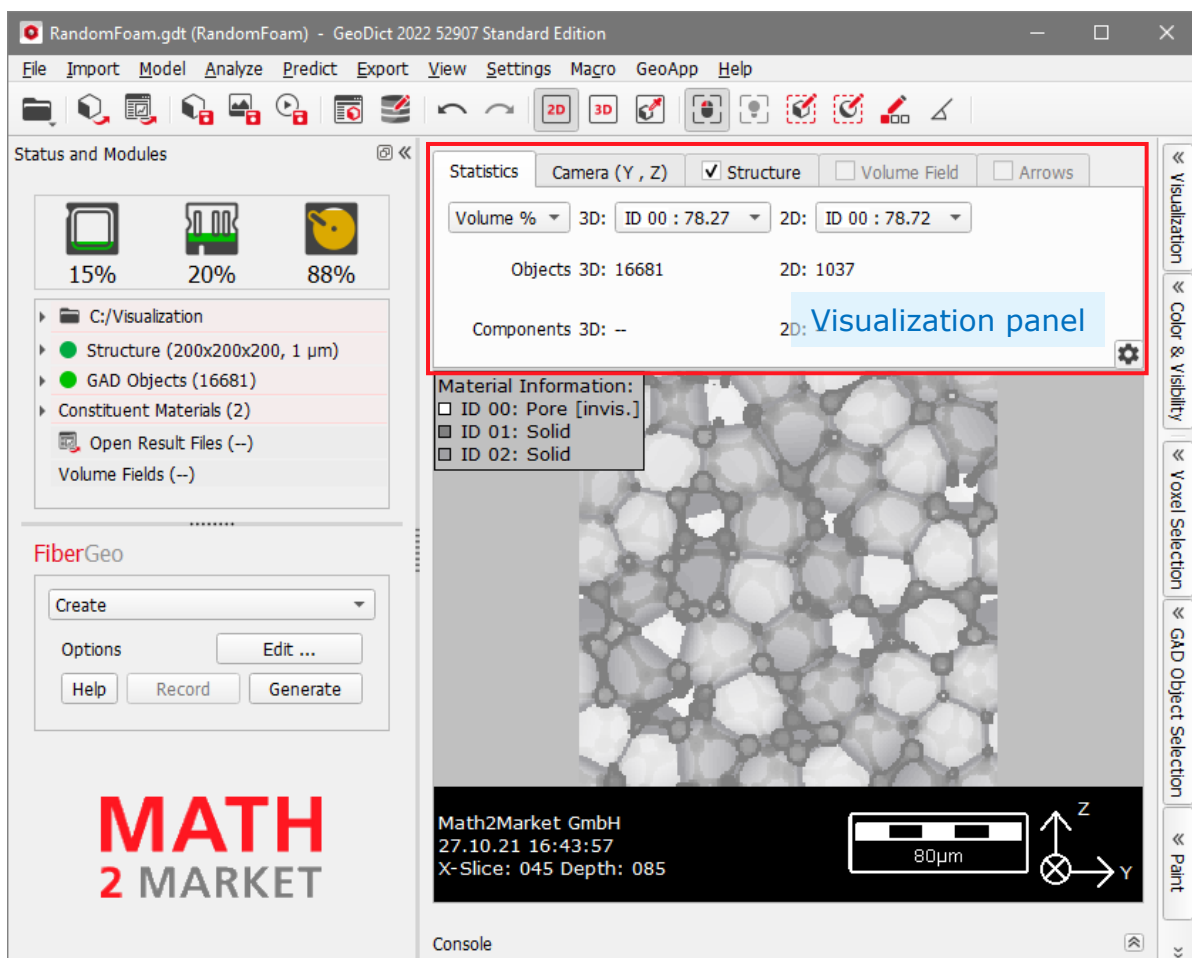 RandomFoam.gdt (RandomFoam) - GeoDict 2022 52907 Standard Edition
File Import Model Analyze Predict Export View Settings Macro GeoApp Help
2D 3D
Status and Modules
15% 20% 88%
C:/Visualization
Structure (200x200x200, 1 µm)
GAD Objects (16681)
Constituent Materials (2)
Open Result Files (--)
Volume Fields (--)
FiberGeo
Create
Options Edit ...
Help Record Generate
MATH
2 MARKET
Statistics Camera (Y , Z) Structure Volume Field Arrows
Volume % 3D: ID 00 : 78.27 2D: ID 00 : 78.72
Objects 3D: 16681 2D: 1037
Components 3D: -- 2D:
Visualization panel
Material Information:
ID 00: Pore [invis.]
ID 01: Solid
ID 02: Solid
Math2Market GmbH
27.10.21 16:43:57
X-Slice: 045 Depth: 085
80µm
Z
Y
Console
Visualization
Color & Visibility
Voxel Selection
GAD Object Selection
Paint